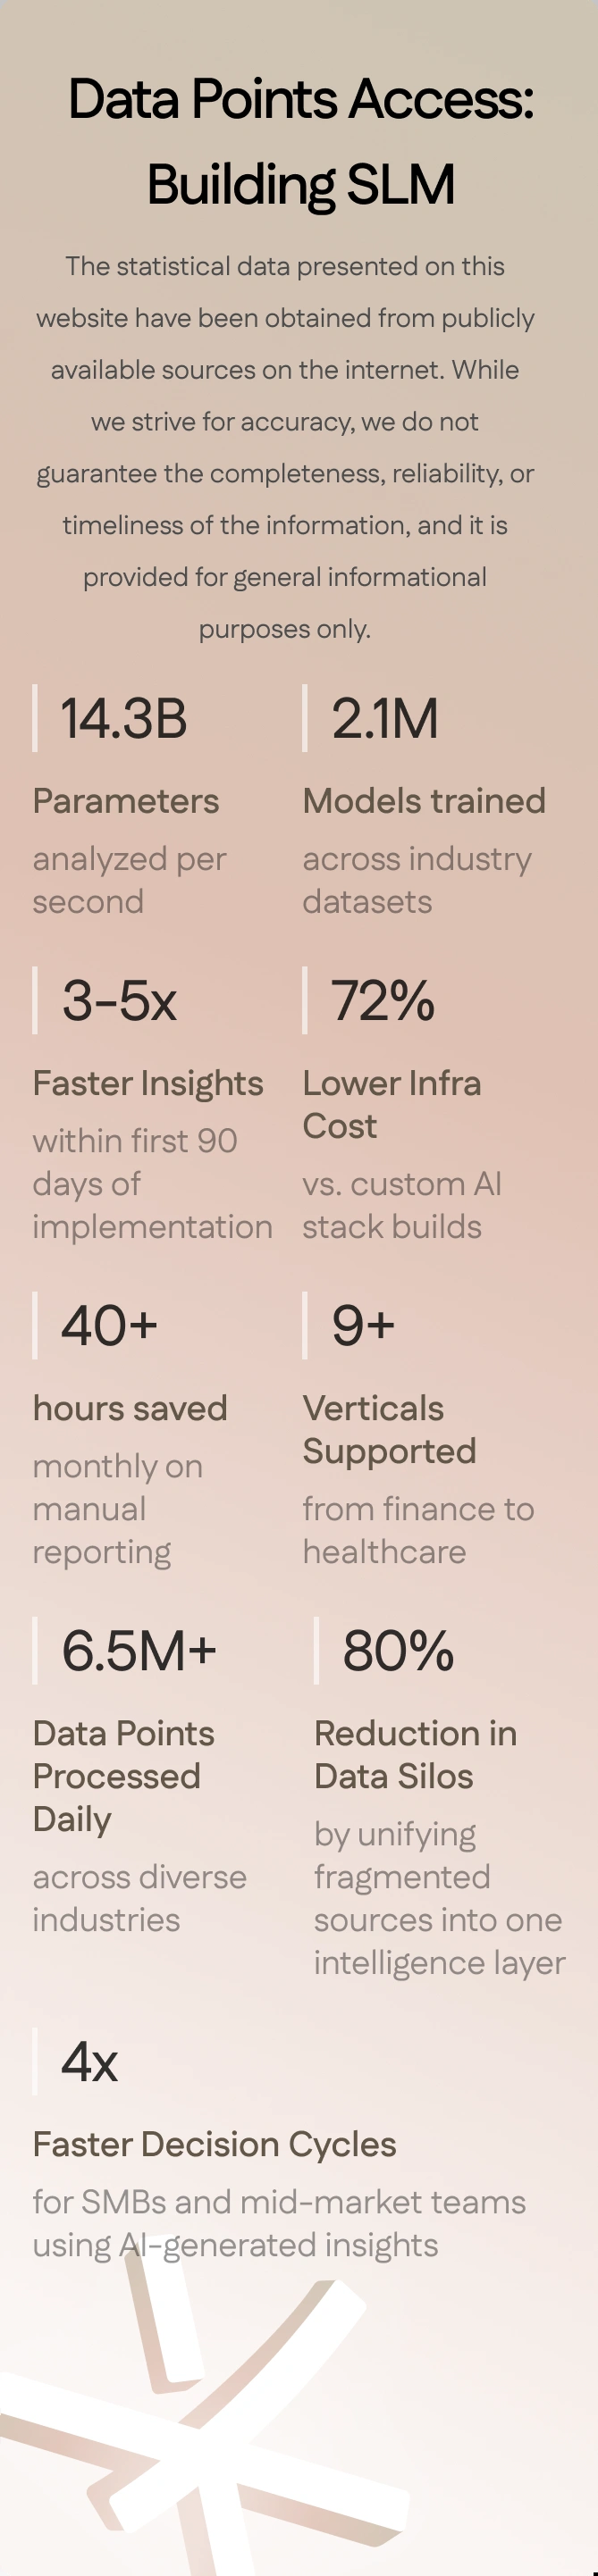 Data Points Access:
Building SLM
The statistical data presented on this
website have been obtained from publicly
available sources on the internet. While
we strive for accuracy, we do not
guarantee the completeness, reliability, or
timeliness of the information, and it is
provided for general informational
purposes only.
14.3B
Parameters
analyzed per
second
2.1M
Models trained
across industry
datasets
3-5x
Faster Insights
within first 90
days of
implementation
72%
Lower Infra
Cost
vs. custom AI
stack builds
40+
hours saved
monthly on
manual
reporting
9+
Verticals
Supported
from finance to
healthcare
6.5M+
Data Points
Processed
Daily
across diverse
industries
80%
Reduction in
Data Silos
by unifying
fragmented
sources into one
intelligence layer
4x
Faster Decision Cycles
for SMBs and mid-market teams
using AI-generated insights